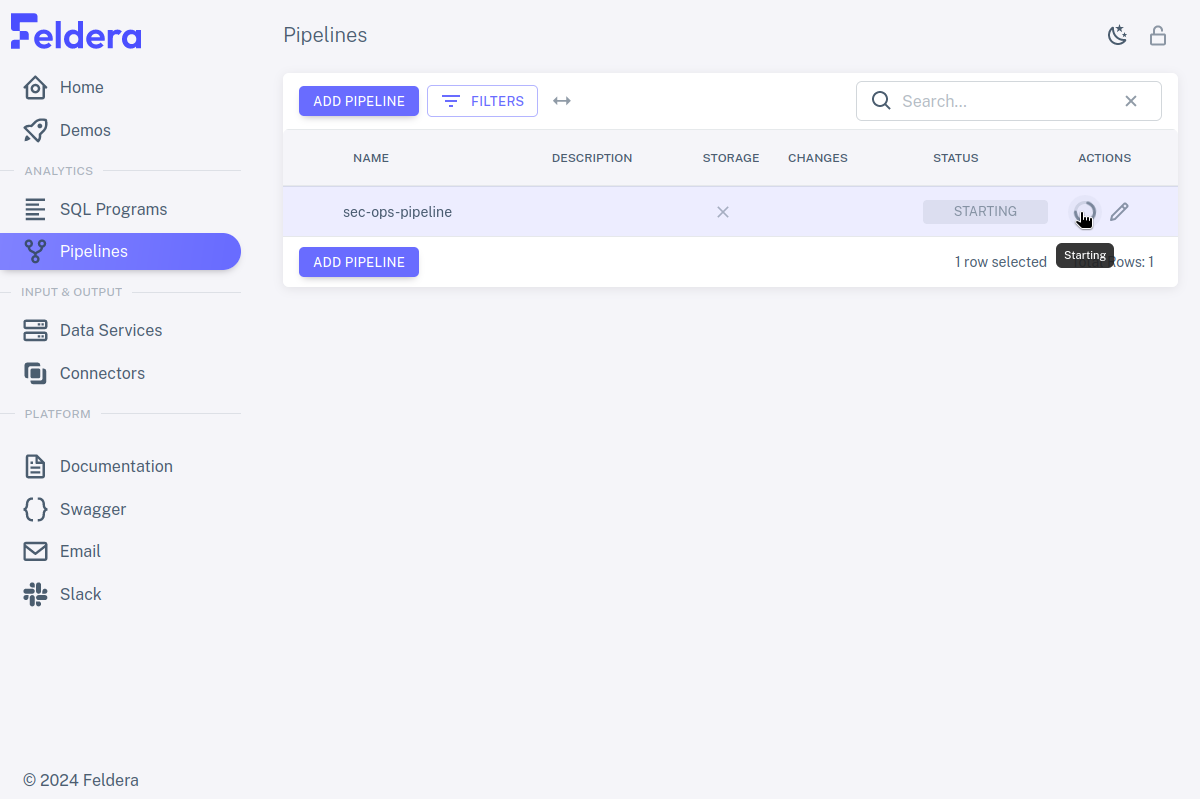 Feldera
Pipelines
Home
Demos
ADD PIPELINE
FILTERS
Search...
ANALYTICS
NAME
DESCRIPTION
STORAGE
CHANGES
STATUS
ACTIONS
SQL Programs
sec-ops-pipeline
STARTING
Pipelines
ADD PIPELINE
1 row selected
Starting
Rows: 1
INPUT & OUTPUT
Data Services
Connectors
PLATFORM
Documentation
Swagger
Email
Slack
© 2024 Feldera